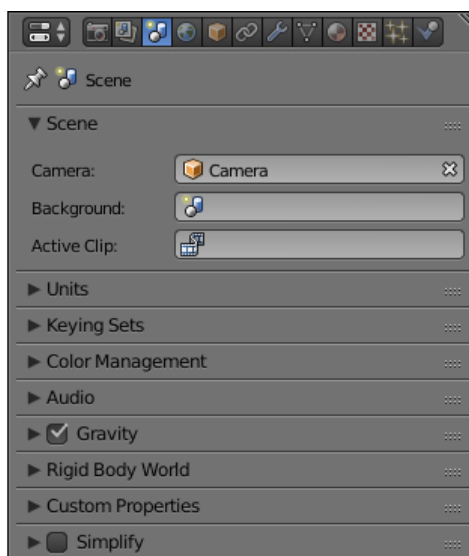 Scene
Scene
Camera: Camera
Background:
Active Clip:
Units
Keying Sets
Color Management
Audio
Gravity
Rigid Body World
Custom Properties
Simplify